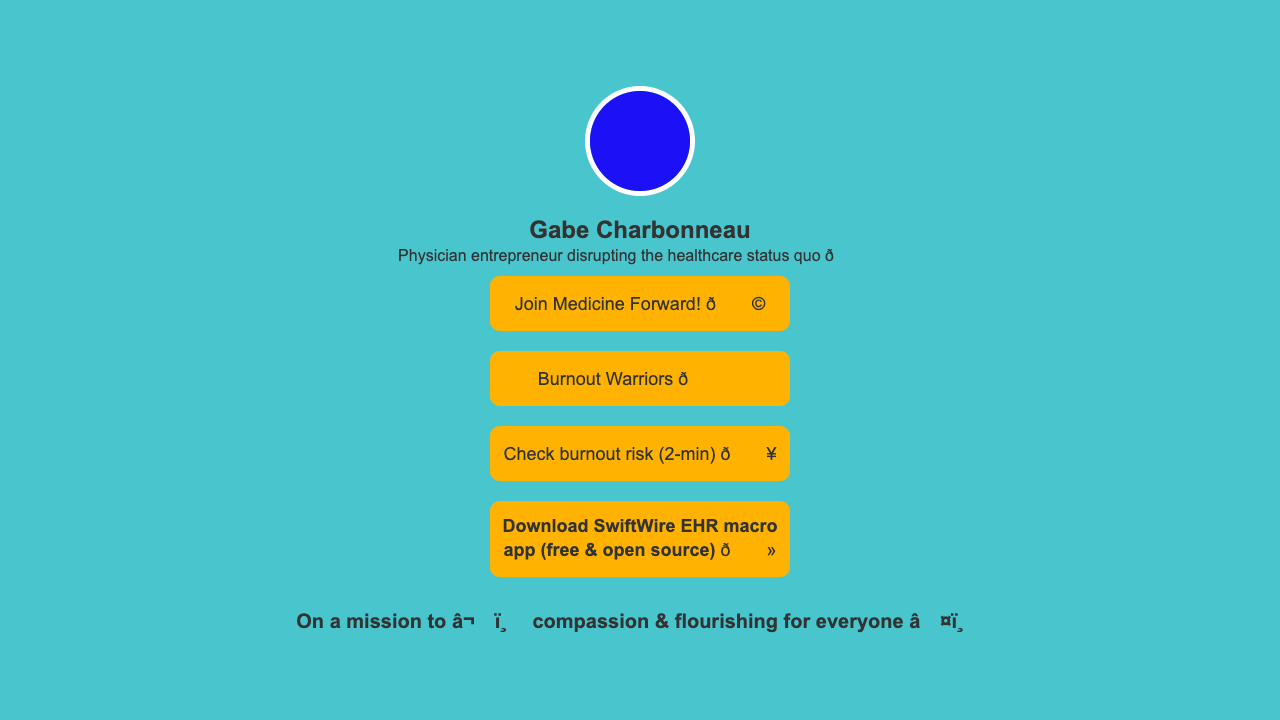 Gabe Charbonneau
Physician entrepreneur disrupting the healthcare status quo ð
Join Medicine Forward! ð ©
Burnout Warriors ð
Check burnout risk (2-min) ð ¥
Download SwiftWire EHR macro
app (free & open source) ð »
On a mission to â¬ ï¸ compassion & flourishing for everyone â ¤ï¸